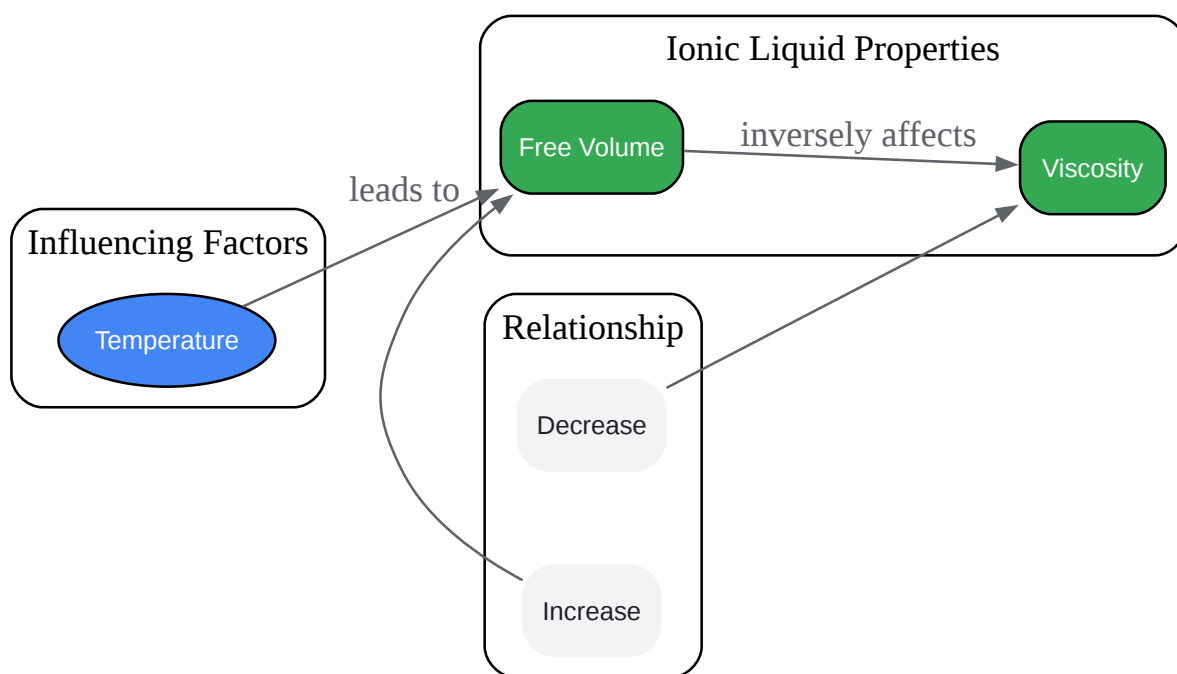 Ionic Liquid Properties
Free Volume
inversely affects
Viscosity
leads to
Influencing Factors
Temperature
Relationship
Decrease
Increase